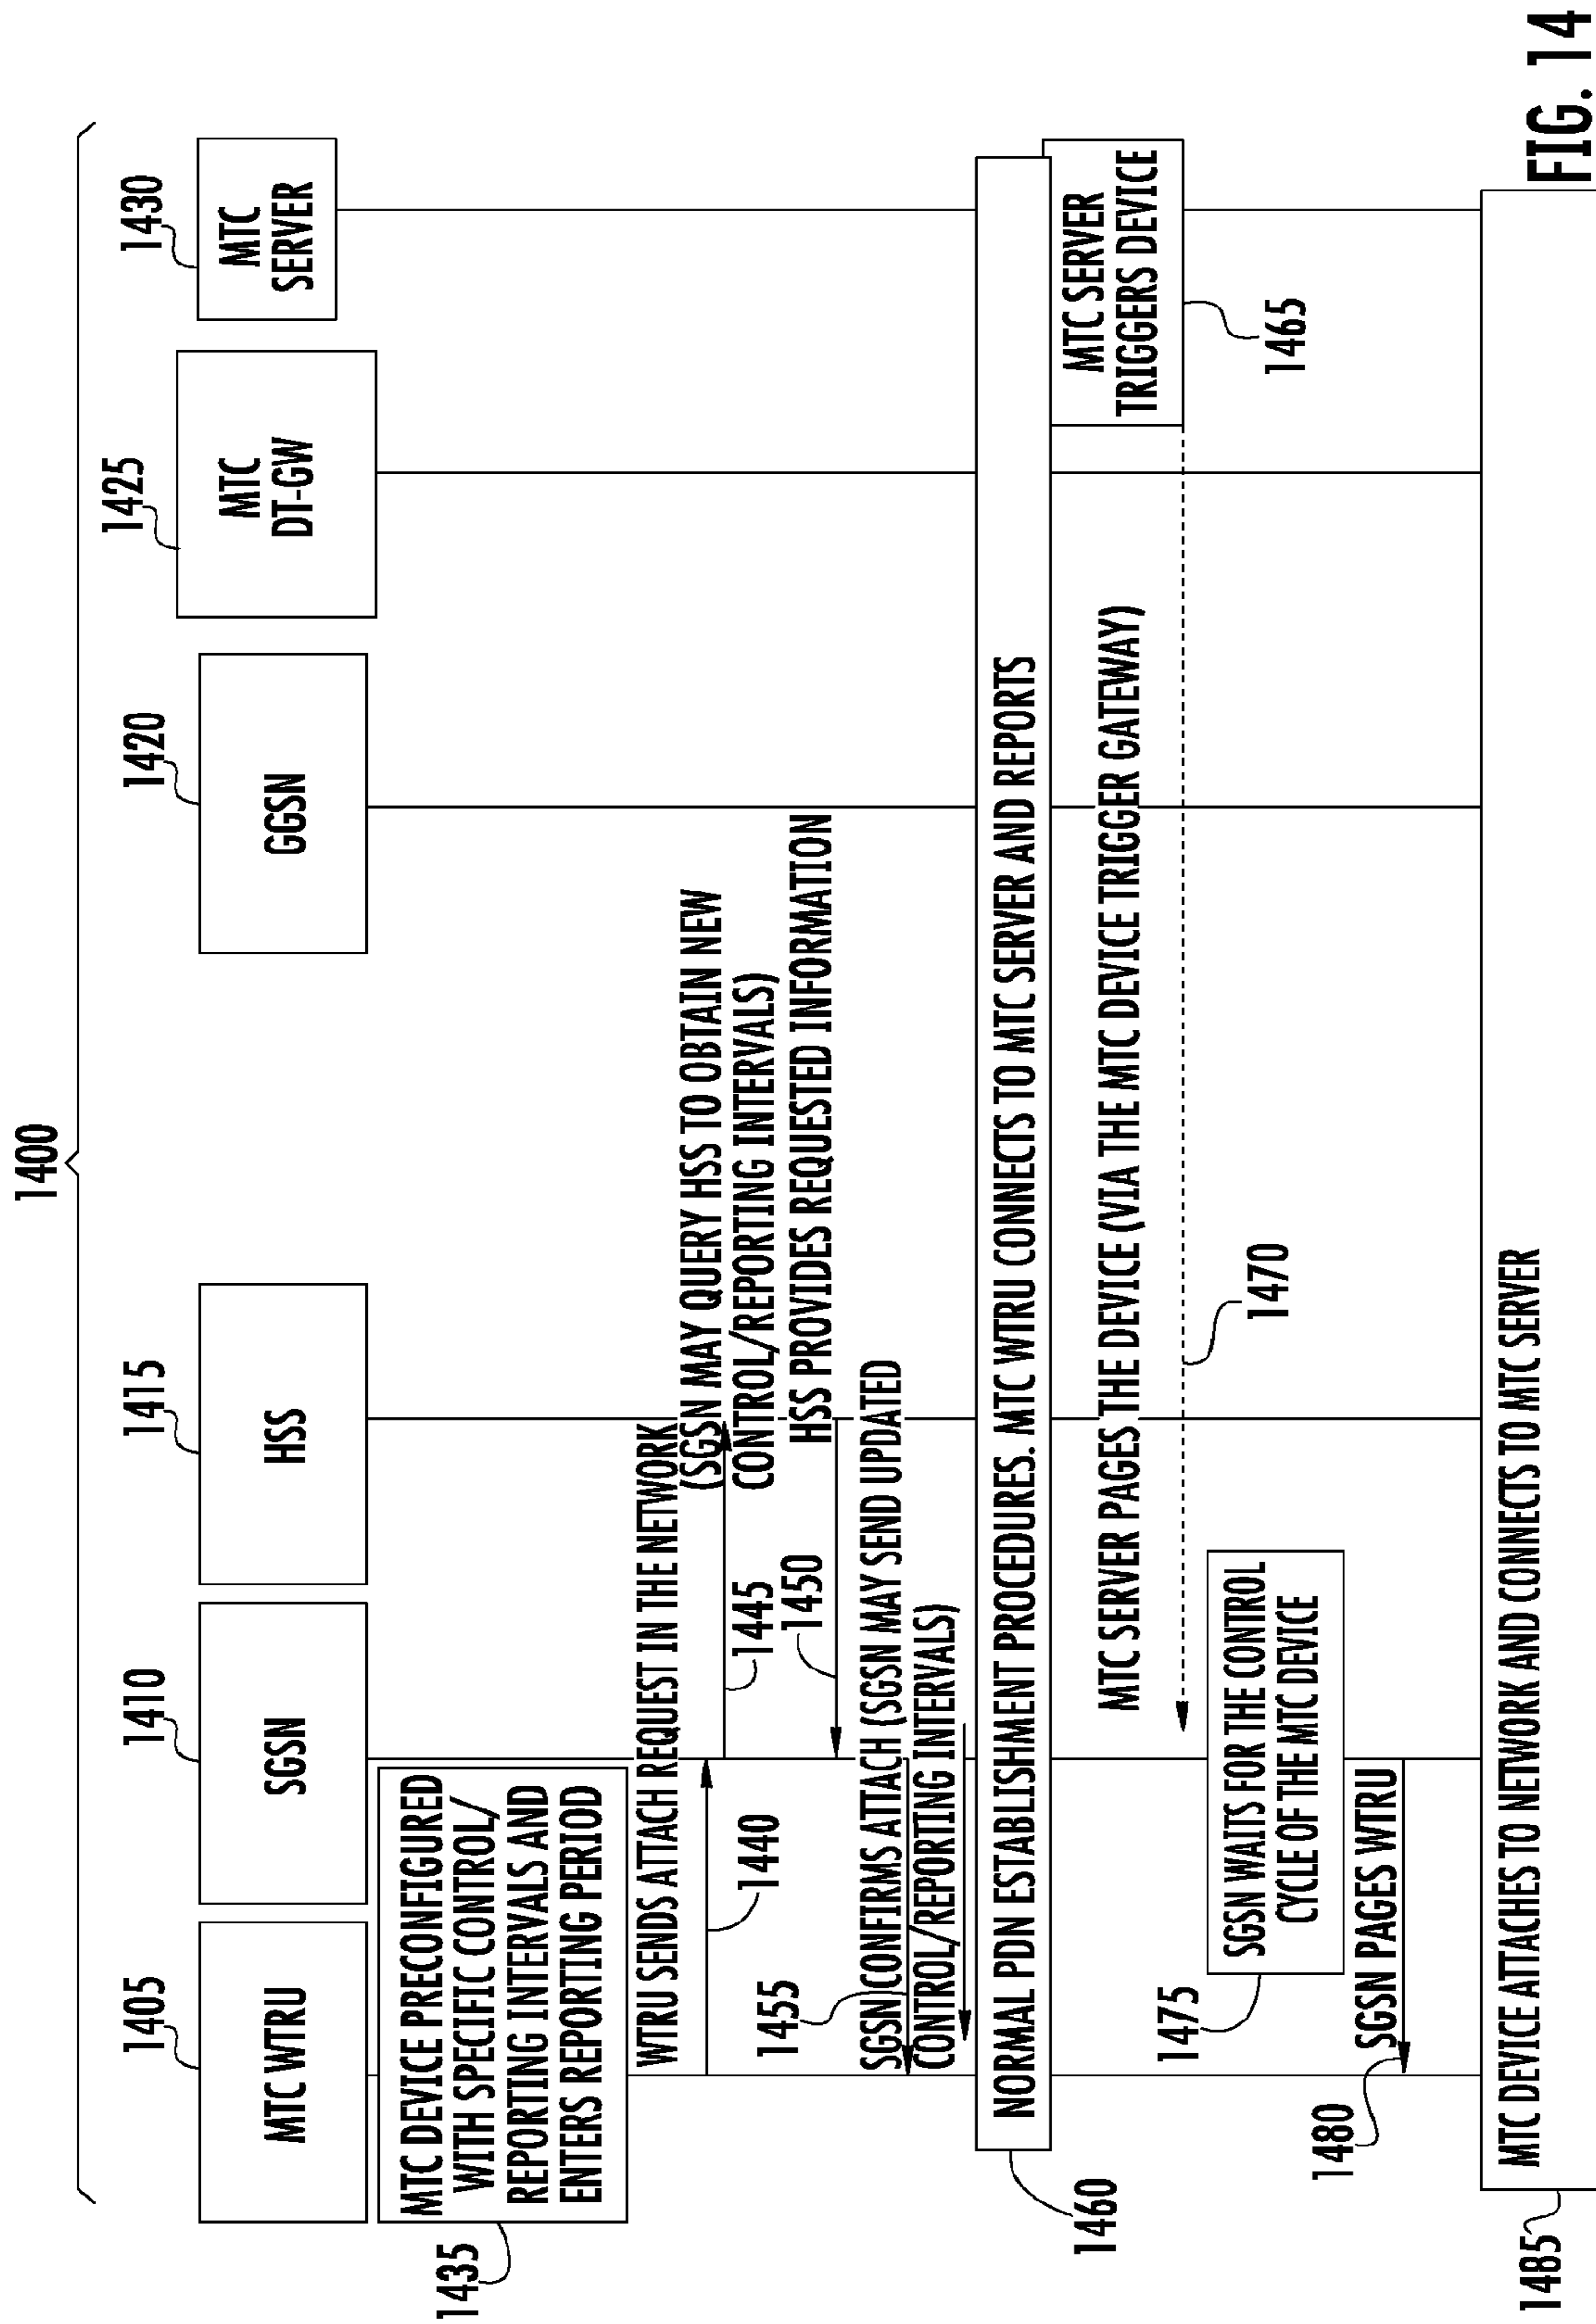 1400
1405
MTC WTRU
1410
SGSN
1415
HSS
1420
GGSN
1425
MTC
DT-GW
1430
MTC
SERVER
1435
MTC DEVICE PRECONFIGURED
WITH SPECIFIC CONTROL/
REPORTING INTERVALS AND
ENTERS REPORTING PERIOD
WTRU SENDS ATTACH REQUEST IN THE NETWORK
1440
(SGSN MAY QUERY HSS TO OBTAIN NEW
CONTROL/REPORTING INTERVALS)
1445
HSS PROVIDES REQUESTED INFORMATION
1450
1455
SGSN CONFIRMS ATTACH (SGSN MAY SEND UPDATED
CONTROL/REPORTING INTERVALS)
NORMAL PDN ESTABLISHMENT PROCEDURES. MTC WTRU CONNECTS TO MTC SERVER AND REPORTS
1460
MTC SERVER
TRIGGERS DEVICE
1465
MTC SERVER PAGES THE DEVICE (VIA THE MTC DEVICE TRIGGER GATEWAY)
1470
1475
SGSN WAITS FOR THE CONTROL
CYCLE OF THE MTC DEVICE
1480
SGSN PAGES WTRU
MTC DEVICE ATTACHES TO NETWORK AND CONNECTS TO MTC SERVER
1485
FIG. 14